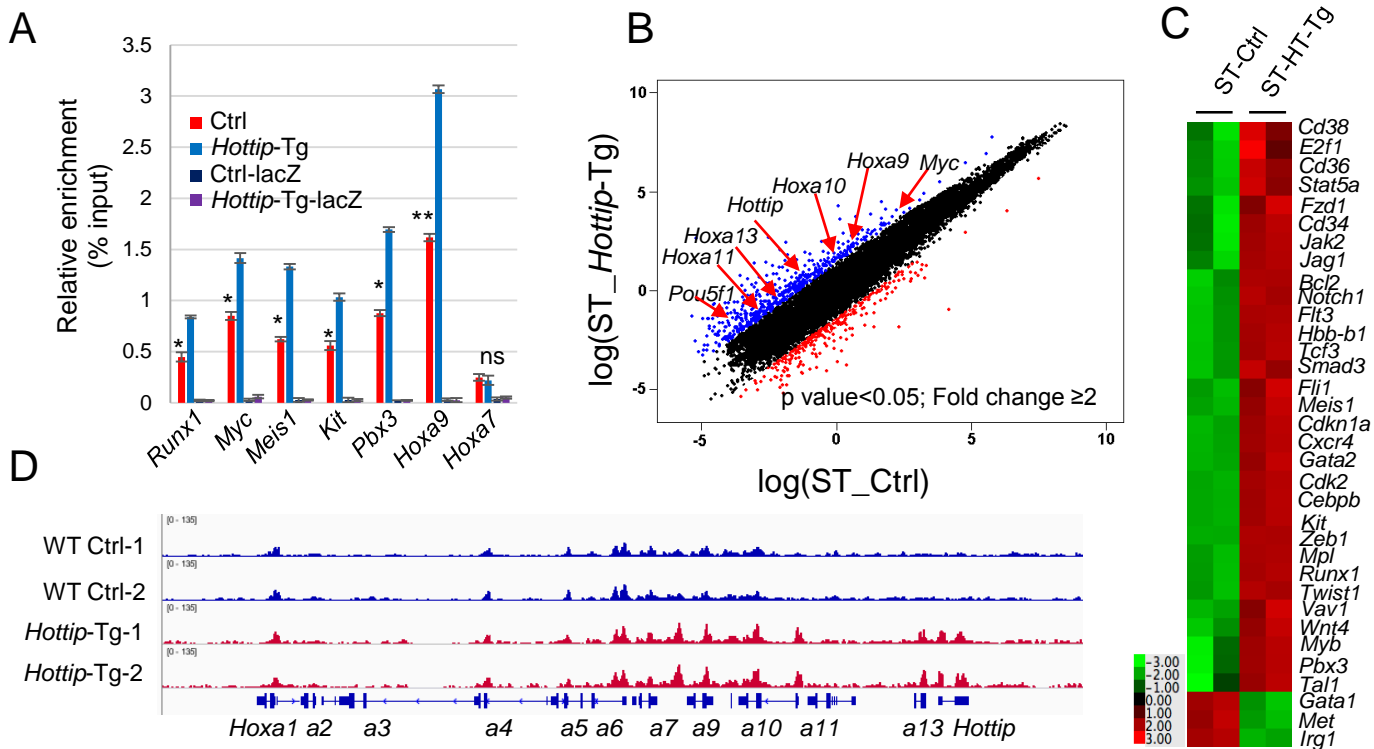 A
3.5
3
2.5
2
1.5
1
0.5
0
Relative enrichment
(% input)
Ctrl
Hottip-Tg
Ctrl-lacZ
Hottip-Tg-lacZ
*
*
*
*
*
**
ns
Runx1
Myc
Meis1
Kit
Pbx3
Hoxa9
Hoxa7
B
10
5
0
-5
log(ST_Hottip-Tg)
Hoxa9
Myc
Hoxa10
Hottip
Hoxa13
Hoxa11
Pou5f1
p value<0.05; Fold change ≥2
-5
0
5
10
log(ST_Ctrl)
C
ST-Ctrl
ST-HT-Tg
Cd38
E2f1
Cd36
Stat5a
Fzd1
Cd34
Jak2
Jag1
Bcl2
Notch1
Flt3
Hbb-b1
Tcf3
Smad3
Fli1
Meis1
Cdkn1a
Cxcr4
Gata2
Cdk2
Cebpb
Kit
Zeb1
Mpl
Runx1
Twist1
Vav1
Wnt4
Myb
Pbx3
Tal1
Gata1
Met
Irg1
-3.00
-1.00
0.00
1.00
2.00
3.00
D
WT Ctrl-1
[0 - 135]
WT Ctrl-2
[0 - 135]
Hottip-Tg-1
[0 - 135]
Hottip-Tg-2
[0 - 135]
Hoxa1 a2 a3 a4 a5 a6 a7 a9 a10 a11 a13 Hottip